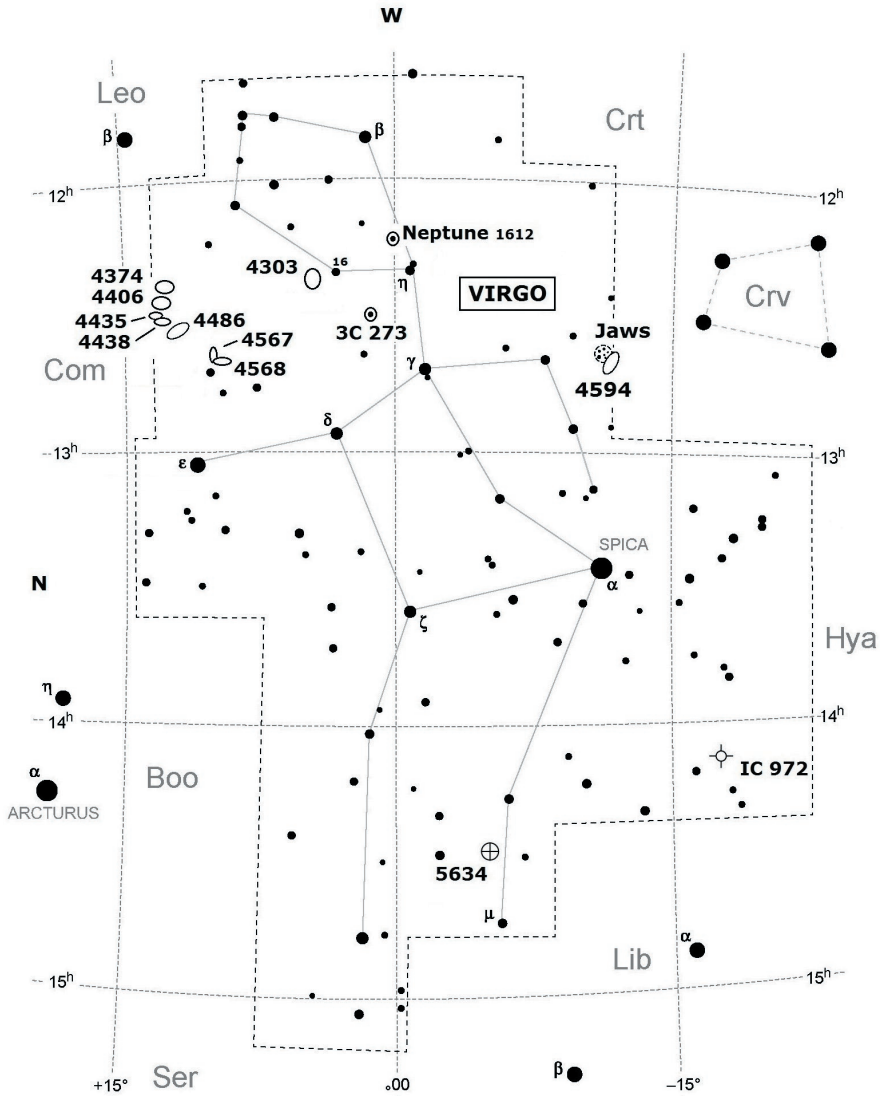 W
Leo
Crt
β
β
12h
12h
Neptune 1612
4303
16
η
4374
4406
4435
4438
4486
4567
4568
VIRGO
Crv
3C 273
Jaws
4594
Com
γ
δ
ε
13h
13h
SPICA
α
N
ζ
Hya
η
14h
14h
α
ARCTURUS
Boo
IC 972
5634
μ
α
Lib
15h
15h
β
Ser
+15°
.00
–15°